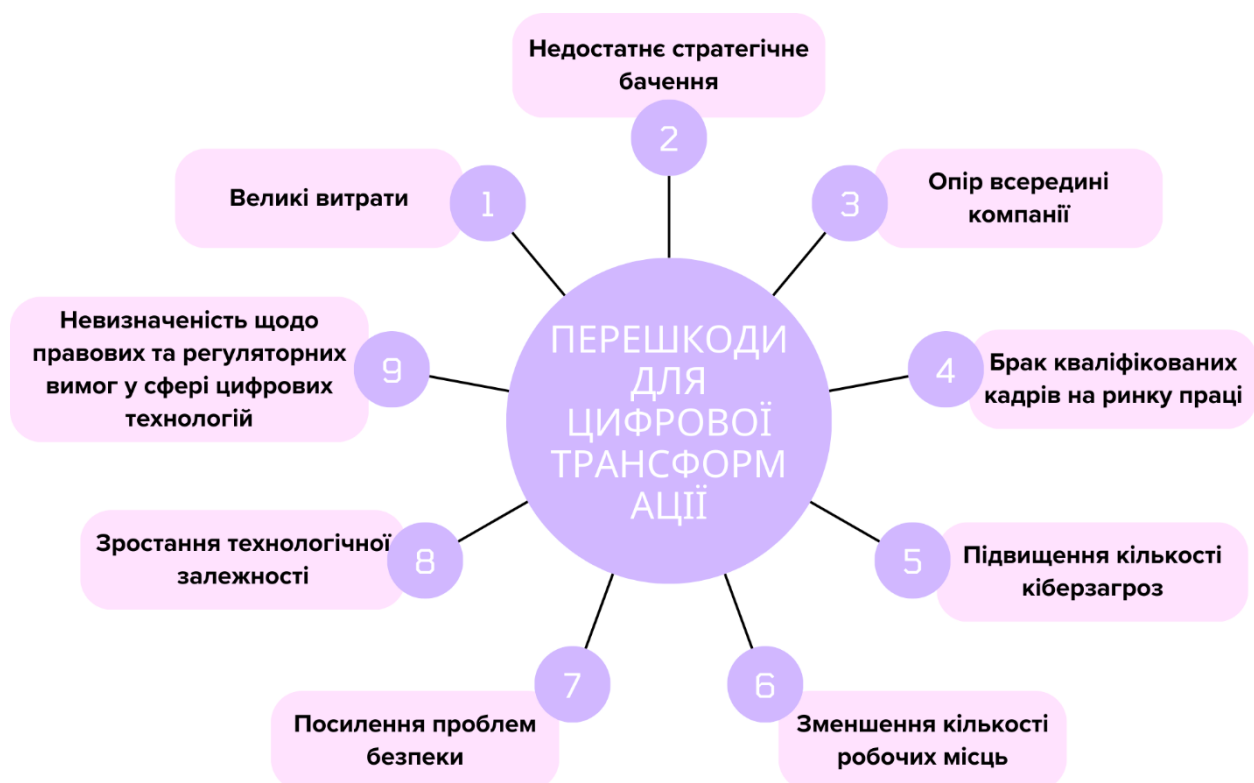 ПЕРЕШКОДИ
ДЛЯ
ЦИФРОВОЇ
ТРАНСФОРМ
АЦІЇ
1
Великі витрати
2
Недостатнє стратегічне
бачення
3
Опір всередині
компанії
4
Брак кваліфікованих
кадрів на ринку праці
5
Підвищення кількості
кіберзагроз
6
Зменшення кількості
робочих місць
7
Посилення проблем
безпеки
8
Зростання технологічної
залежності
9
Невизначеність щодо
правових та регуляторних
вимог у сфері цифрових
технологій